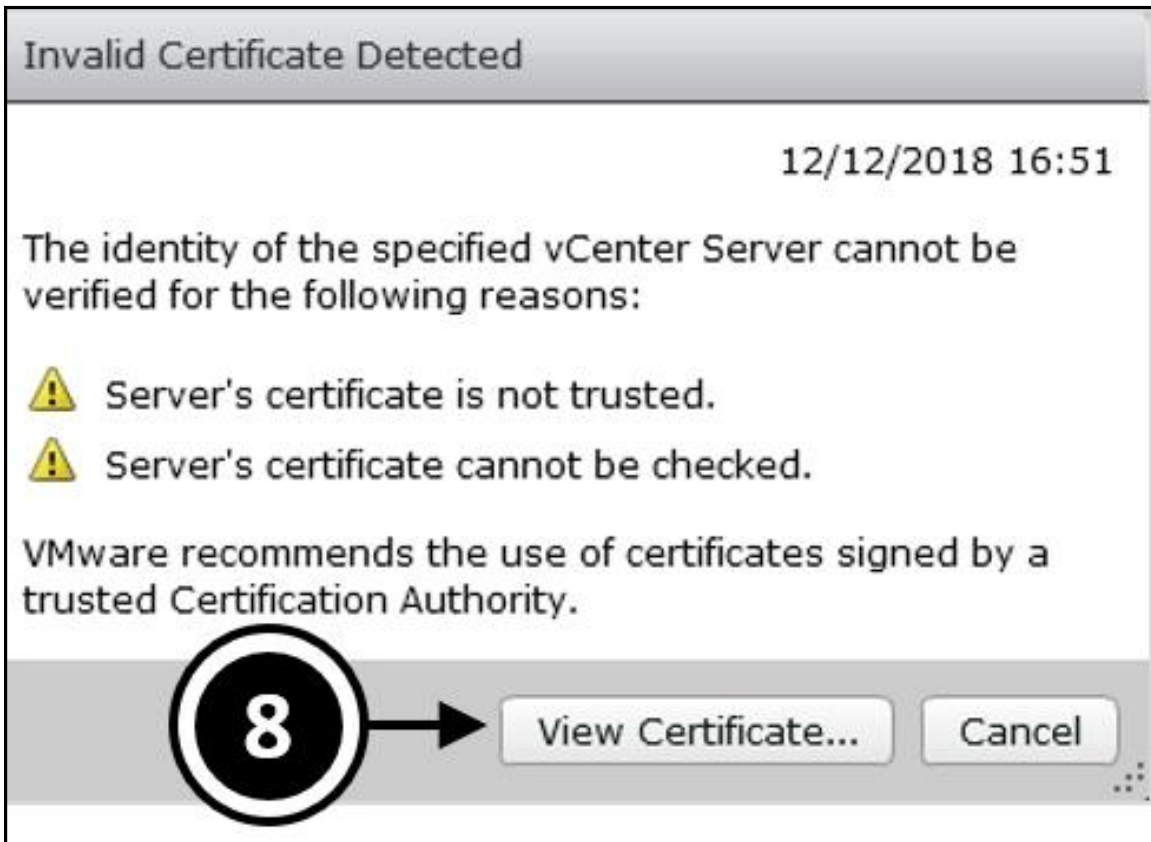 Invalid Certificate Detected
12/12/2018 16:51
The identity of the specified vCenter Server cannot be
verified for the following reasons:
Server's certificate is not trusted.
Server's certificate cannot be checked.
VMware recommends the use of certificates signed by a
trusted Certification Authority.
8 View Certificate... Cancel